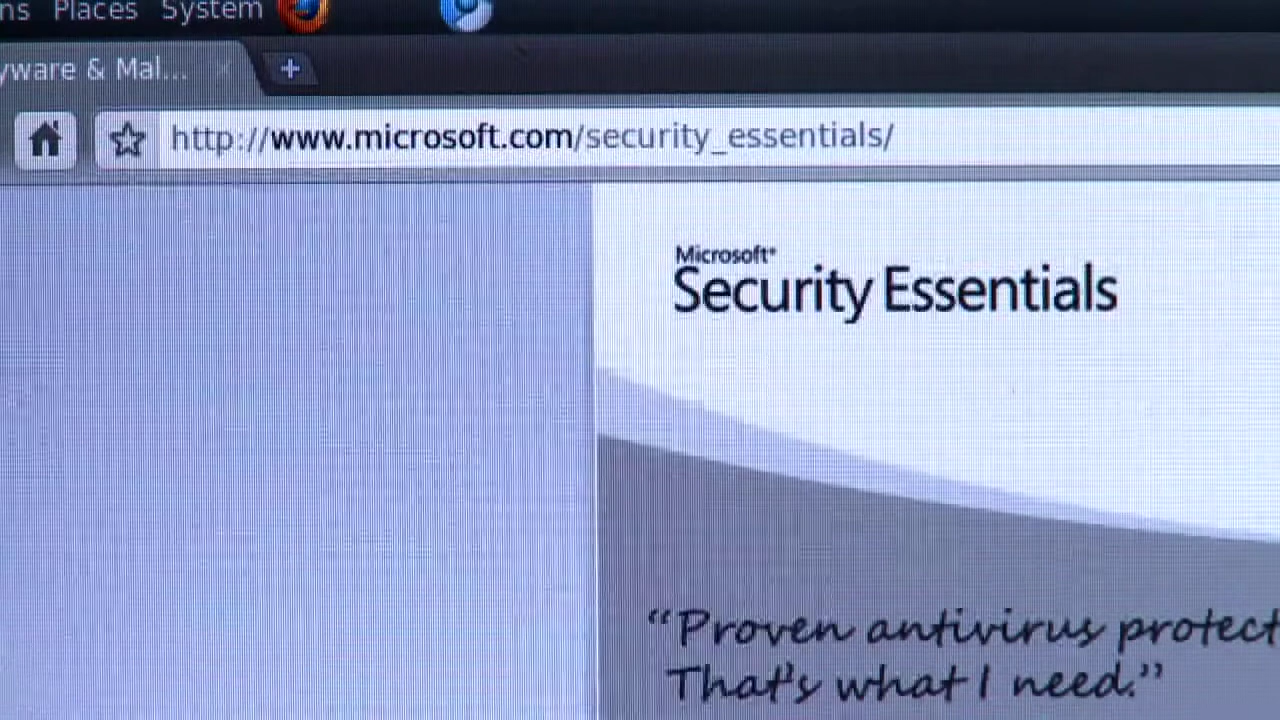 ns Places System
yware & Mal...
http://www.microsoft.com/security_essentials/
Microsoft®
Security Essentials
“Proven antivirus protect
That's what I need.”